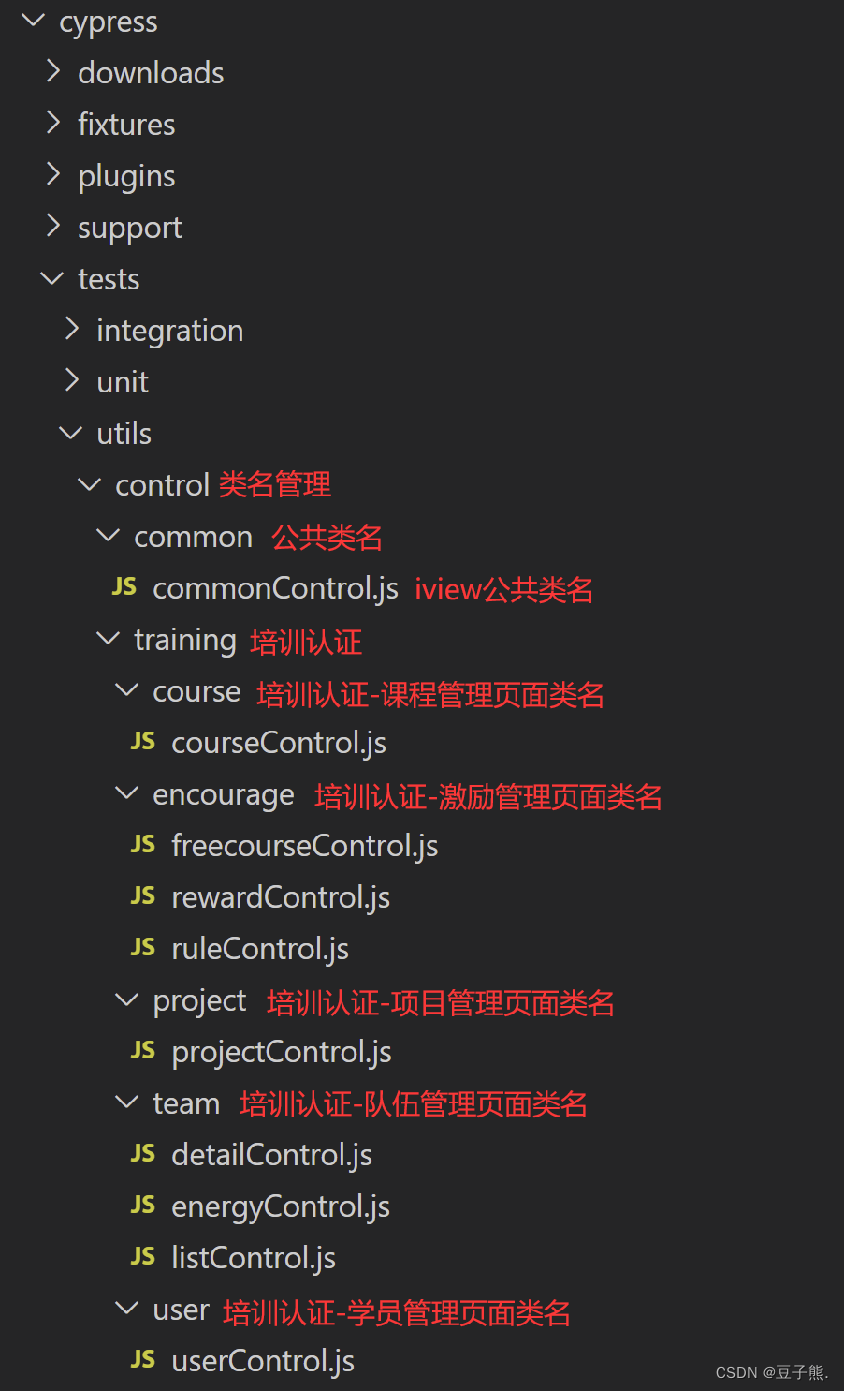 cypress
downloads
fixtures
plugins
support
tests
integration
unit
utils
control 类名管理
common 公共类名
JS commonControl.js iview公共类名
training 培训认证
course 培训认证-课程管理页面类名
JS courseControl.js
encourage 培训认证-激励管理页面类名
JS freecourseControl.js
JS rewardControl.js
JS ruleControl.js
project 培训认证-项目管理页面类名
JS projectControl.js
team 培训认证-队伍管理页面类名
JS detailControl.js
JS energyControl.js
JS listControl.js
user 培训认证-学员管理页面类名
JS userControl.js
CSDN @豆子熊.